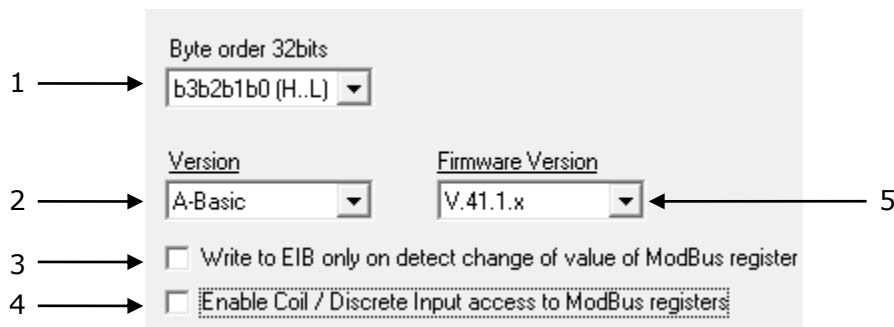 Byte order 32bits
1 b3b2b1b0 (H..L)
Version Firmware Version
2 A-Basic V.41.1.x 5
3 Write to EIB only on detect change of value of ModBus register
4 Enable Coil / Discrete Input access to ModBus registers